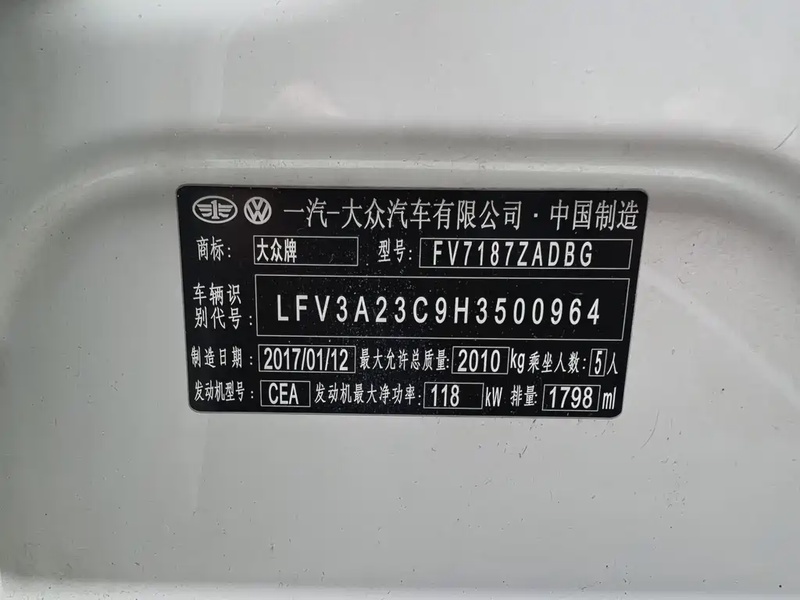 一汽-大众汽车有限公司·中国制造
商标: 大众牌 型号: FV7187ZADBG
车辆识
别代号: LFV3A23C9H3500964
制造日期: 2017/01/12 最大允许总质量: 2010 kg 乘坐人数: 5 人
发动机型号: CEA 发动机最大净功率: 118 kW 排量: 1798 ml